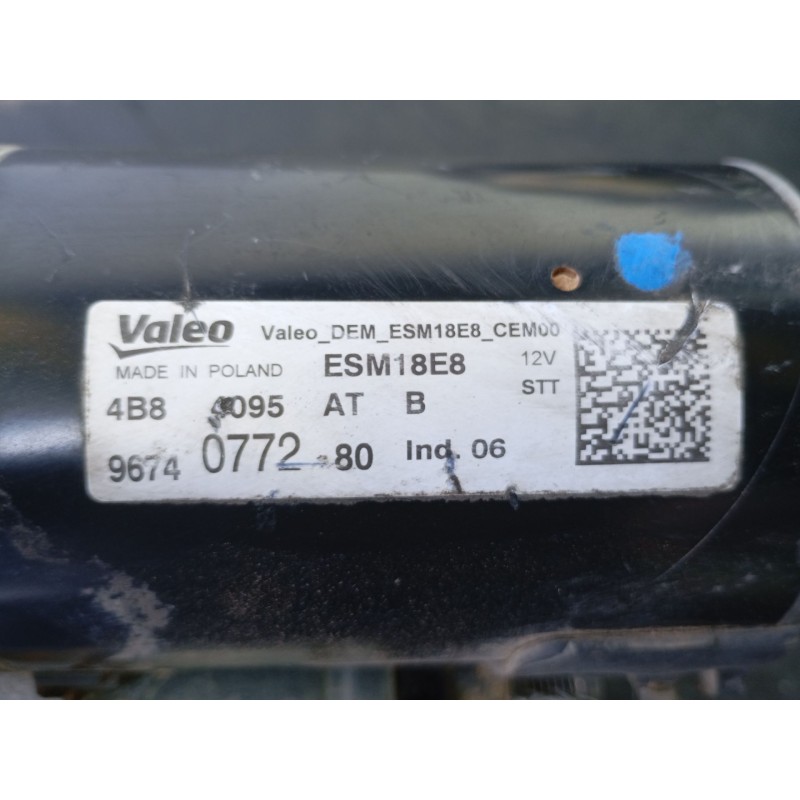 Valeo Valeo_DEM_ESM18E8_CEM00
MADE IN POLAND ESM18E8 12V
STT
4B8 4095 AT B
9674 0772 80 Ind. 06